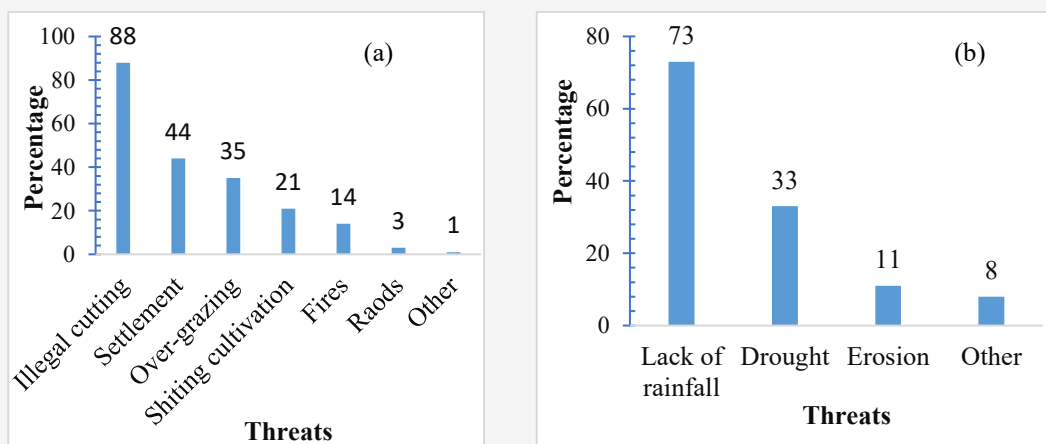 (a)
Percentage
100
80
60
40
20
0
88
44
35
21
14
3
1
Illegal cutting
Settlement
Over-grazing
Shiting cultivation
Fires
Raods
Other
Threats
(b)
Percentage
80
60
40
20
0
73
33
11
8
Lack of
rainfall
Drought
Erosion
Other
Threats